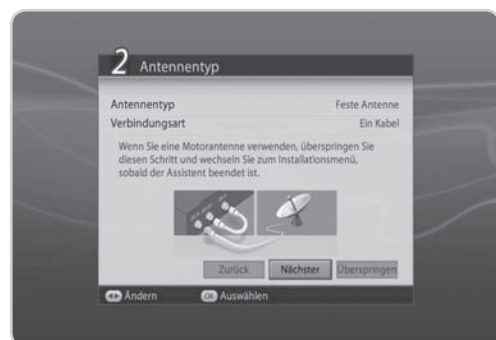 2 Antennentyp
Antennentyp Feste Antenne
Verbindungsart Ein Kabel
Wenn Sie eine Motorantenne verwenden, überspringen Sie
diesen Schritt und wechseln Sie zum Installationsmenü,
sobald der Assistent beendet ist.
Zurück Nächster Überspringen
Ändern OK Auswählen